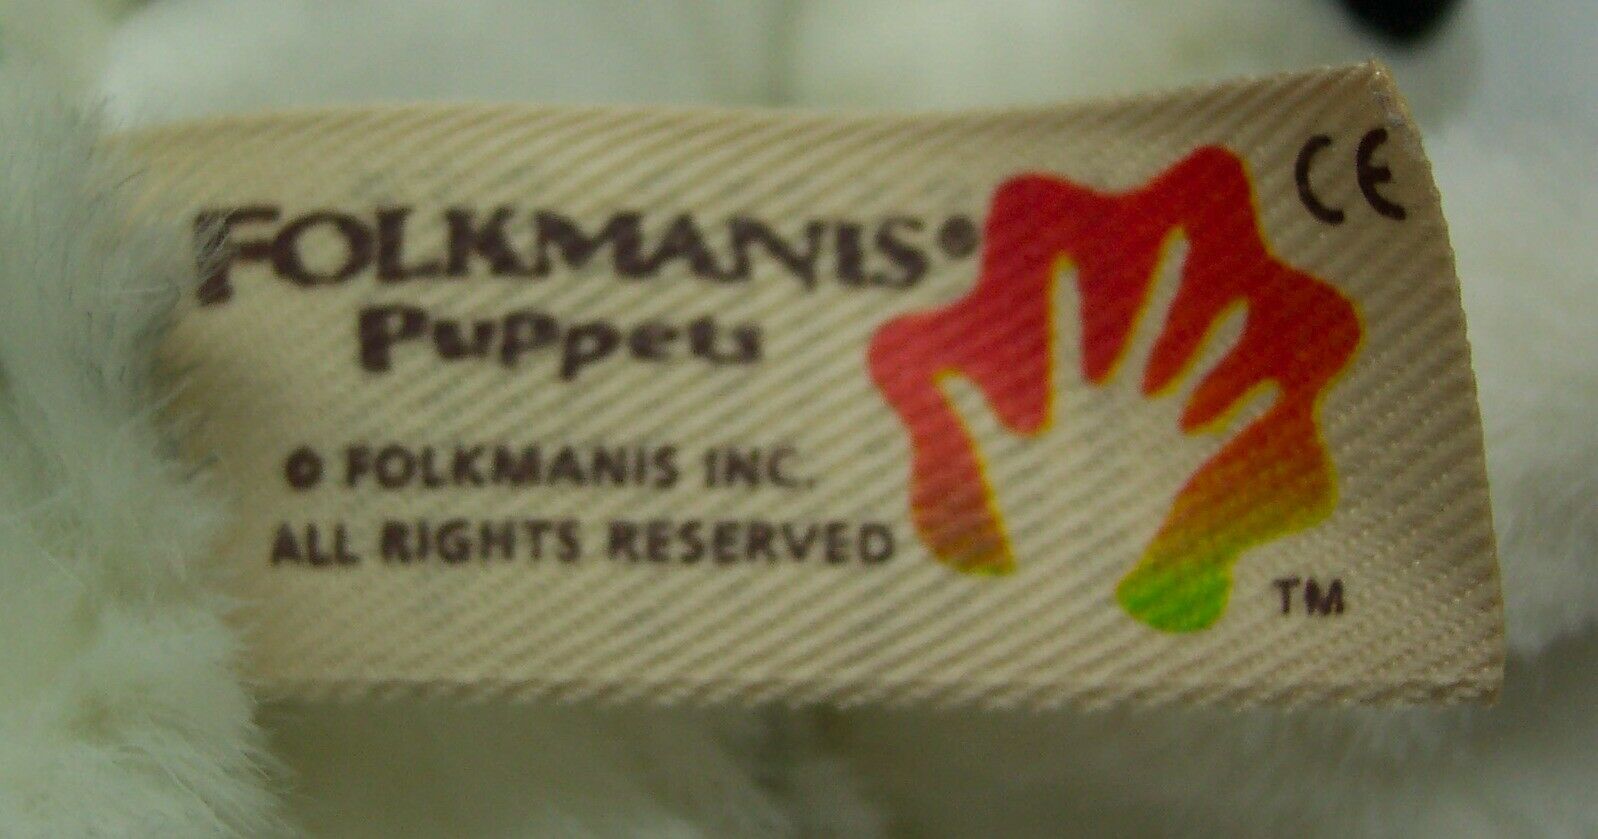 CE
FOLKMANIS®
Puppets
© FOLKMANIS INC.
ALL RIGHTS RESERVED
TM